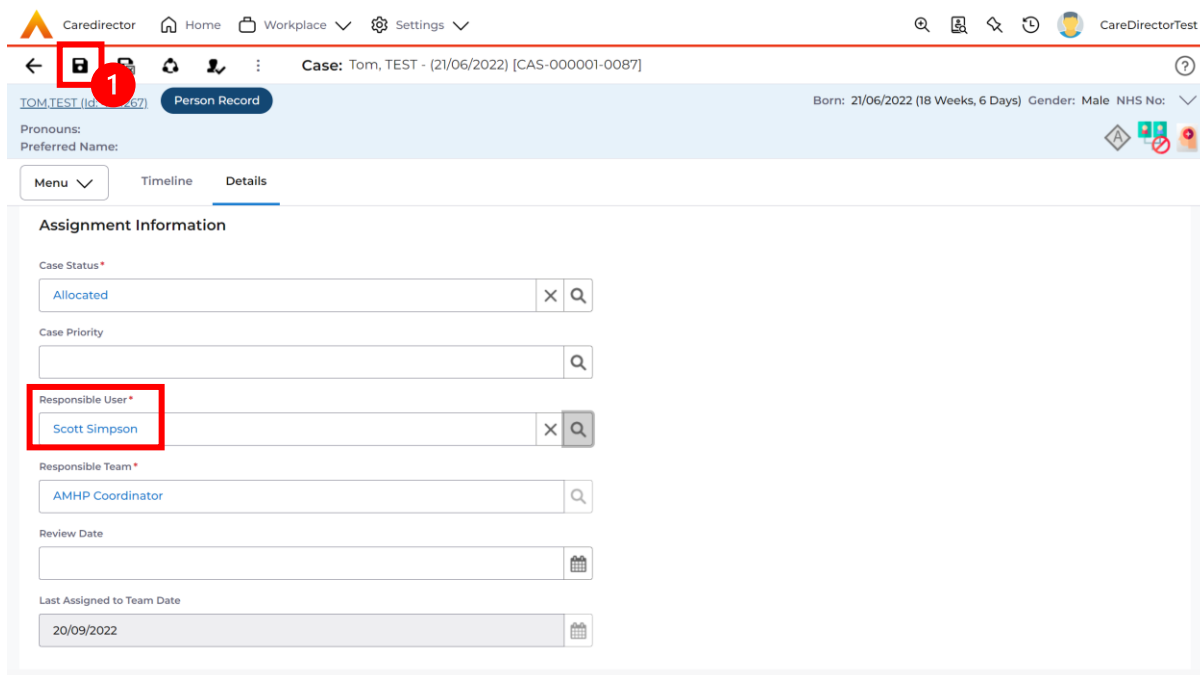 Caredirector Home Workplace Settings CareDirectorTest
Case: Tom, TEST - (21/06/2022) [CAS-000001-0087]
1
TOM,TEST (Id: 267) Person Record Born: 21/06/2022 (18 Weeks, 6 Days) Gender: Male NHS No:
Pronouns:
Preferred Name:
A
Menu Timeline Details
Assignment Information
Case Status*
Allocated
Case Priority
Responsible User*
Scott Simpson
Responsible Team*
AMHP Coordinator
Review Date
Last Assigned to Team Date
20/09/2022